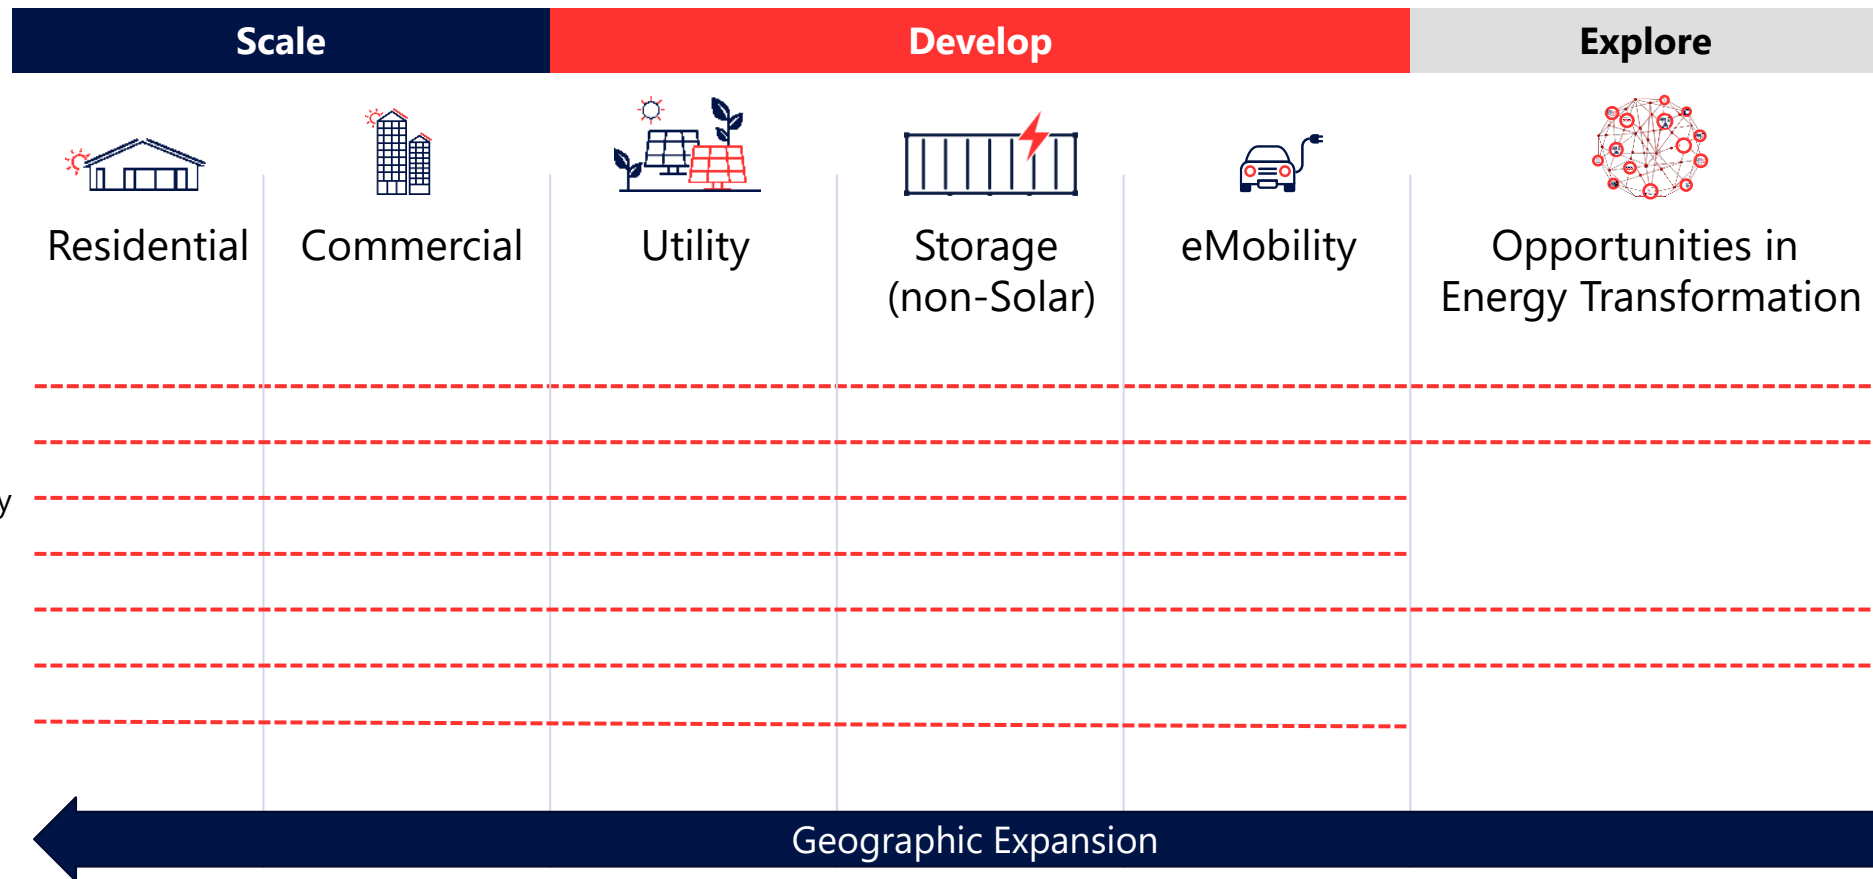 Scale
Develop
Explore
Residential
Commercial
Utility
Storage
(non-Solar)
eMobility
Opportunities in
Energy Transformation
y
Geographic Expansion